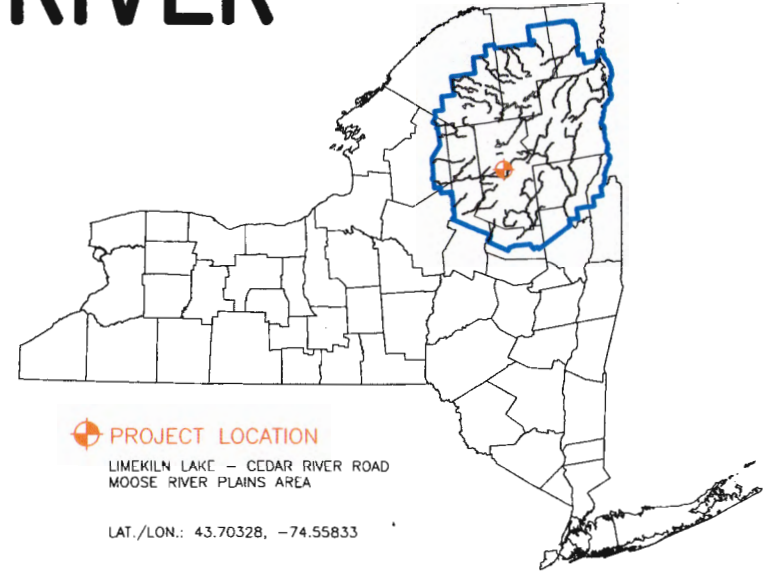 RIVER
PROJECT LOCATION
LIMEKILN LAKE – CEDAR RIVER ROAD
MOOSE RIVER PLAINS AREA
LAT./LON.: 43.70328, −74.55833